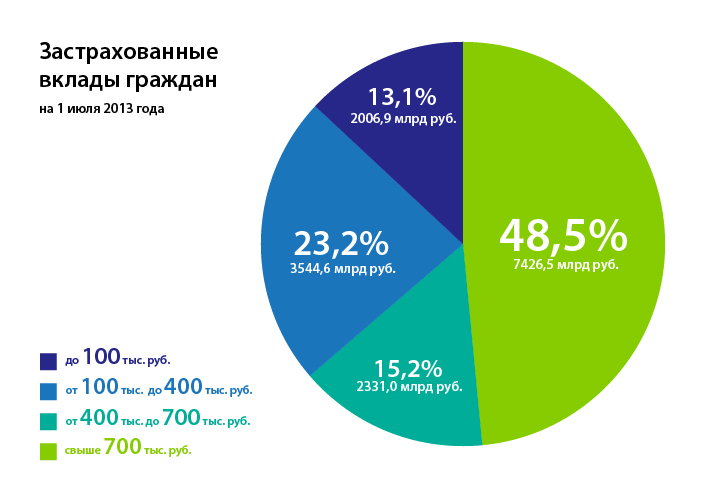 Застрахованные
вклады граждан
на 1 июля 2013 года
13,1%
2006,9 млрд руб.
48,5%
7426,5 млрд руб.
23,2%
3544,6 млрд руб.
15,2%
2331,0 млрд руб.
до 100 тыс. руб.
от 100 тыс. до 400 тыс. руб.
от 400 тыс. до 700 тыс. руб.
свыше 700 тыс. руб.